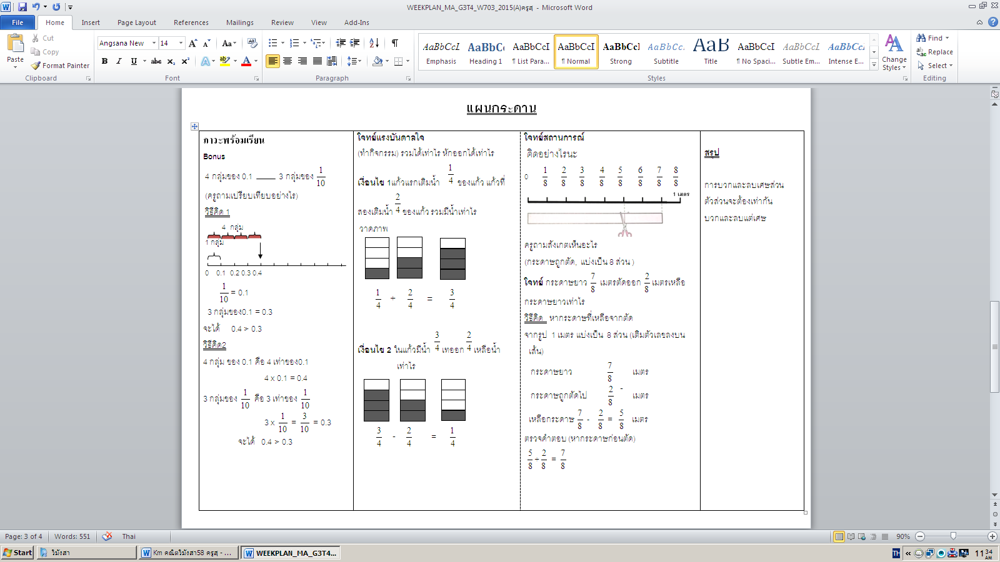 WEEKPLAN_MA_G3T4_W703_2015(A)ครูสุ - Microsoft Word
File Home Insert Page Layout References Mailings Review View Add-Ins
Paste Cut Copy Format Painter
Angsana New 14
AaBbCcI AaBbCc AaBbCcI AaBbCcI AaBbCcI AaBbCcI AaB AaBbCcI AaBbCcI AaBbCcI
Emphasis Heading 1 ¶ List Para... ¶ Normal Strong Subtitle Title ¶ No Spaci... Subtle Em... Intense E...
Change Styles
Find Replace Select
Clipboard Font Paragraph Styles Editing
แผนกระดาน
ภาวะพร้อมเรียน
Bonus
4 กลุ่มของ 0.1 ____ 3 กลุ่มของ 1/10
(ครูถามเปรียบเทียบอย่างไร)
วิธีคิด 1
4 กลุ่ม
1 กลุ่ม
0 0.1 0.2 0.3 0.4
1/10 = 0.1
3 กลุ่มของ0.1 = 0.3
จะได้ 0.4 > 0.3
วิธีคิด2
4 กลุ่ม ของ 0.1 คือ 4 เท่าของ0.1
4 x 0.1 = 0.4
3 กลุ่มของ 1/10 คือ 3 เท่าของ 1/10
3 x 1/10 = 3/10 = 0.3
จะได้ 0.4 > 0.3
โจทย์แรงบันดาลใจ
(ทำกิจกรรม) รวมได้เท่าไร หักออกได้เท่าไร
เงื่อนไข 1แก้วแรกเติมน้ำ 1/4 ของแก้ว แก้วที่
สองเติมน้ำ 2/4 ของแก้ว รวมมีน้ำเท่าไร
วาดภาพ
1/4 + 2/4 = 3/4
เงื่อนไข 2 ในแก้วมีน้ำ 3/4 เทออก 2/4 เหลือน้ำ
เท่าไร
3/4 - 2/4 = 1/4
โจทย์สถานการณ์
คิดอย่างไรนะ
0 1/8 2/8 3/8 4/8 5/8 6/8 7/8 8/8
1 เมตร
ครูถามสังเกตเห็นอะไร
(กระดาษถูกตัด, แบ่งเป็น 8 ส่วน )
โจทย์ กระดาษยาว 7/8 เมตรตัดออก 2/8 เมตรเหลือ
กระดาษยาวเท่าไร
วิธีคิด หากระดาษที่เหลือจากตัด
จากรูป 1 เมตร แบ่งเป็น 8 ส่วน (เติมตัวเลขลงบน
เส้น)
กระดาษยาว 7/8 เมตร
-
กระดาษถูกตัดไป 2/8 เมตร
เหลือกระดาษ 7/8 - 2/8 = 5/8 เมตร
ตรวจคำตอบ (หากระดาษก่อนตัด)
5/8 + 2/8 = 7/8
สรุป
การบวกและลบเศษส่วน
ตัวส่วนจะต้องเท่ากัน
บวกและลบแต่เศษ
Page: 3 of 4 Words: 551 Thai 90%
Start วิมังสา Km คณิตวิมังสา58 ครูสุ - ... WEEKPLAN_MA_G3T4... TH 11:34 AM